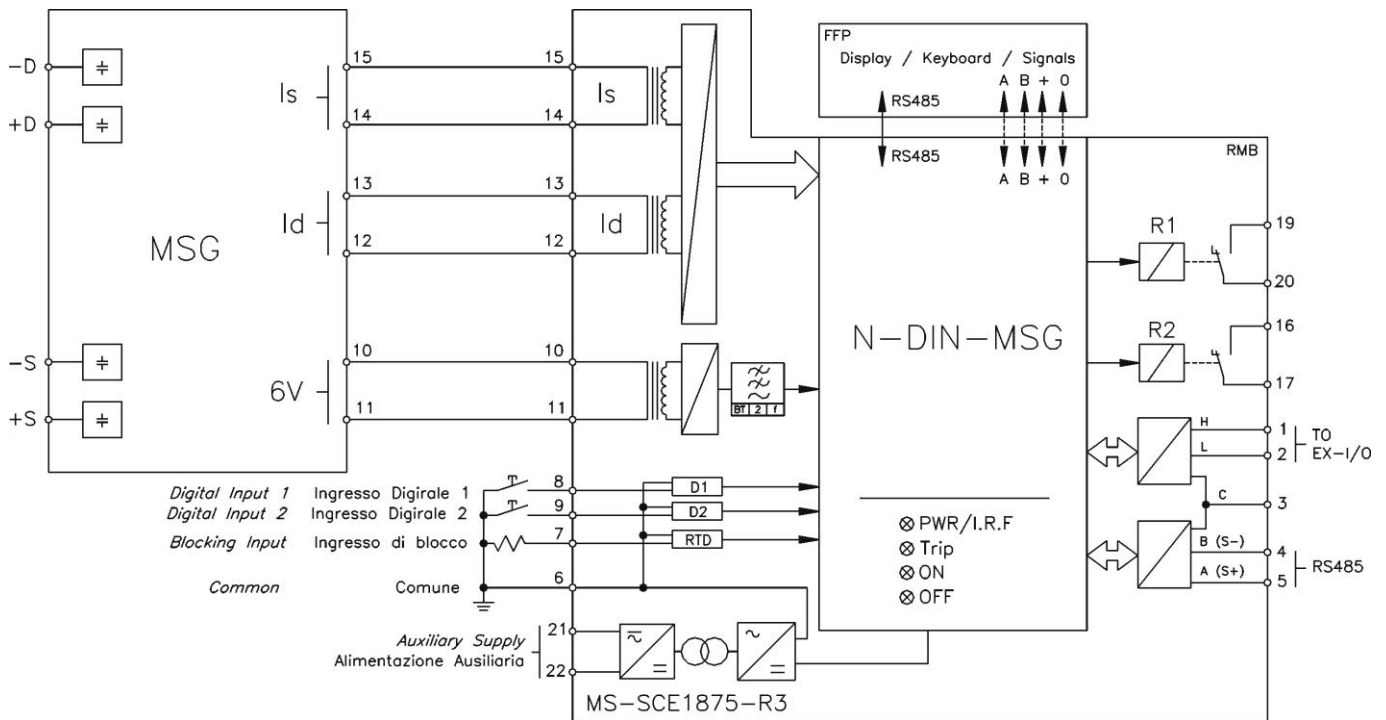 MSG
-D
+D
-S
+S
Is
Id
6V
15
14
13
12
10
11
15
14
13
12
10
11
Is
Id
BT 2 f
FFP
Display / Keyboard / Signals
A B + 0
RS485
RS485
A B + 0
RMB
N-DIN-MSG
PWR/I.R.F
Trip
ON
OFF
R1
19
20
R2
16
17
H
1
L
2
TO
EX-I/O
C
3
B (S-)
4
A (S+)
5
RS485
Digital Input 1 Ingresso Digirale 1
8
D1
Digital Input 2 Ingresso Digirale 2
9
D2
Blocking Input Ingresso di blocco
7
RTD
Common Comune
6
Auxiliary Supply
Alimentazione Ausiliaria
21
22
MS-SCE1875-R3